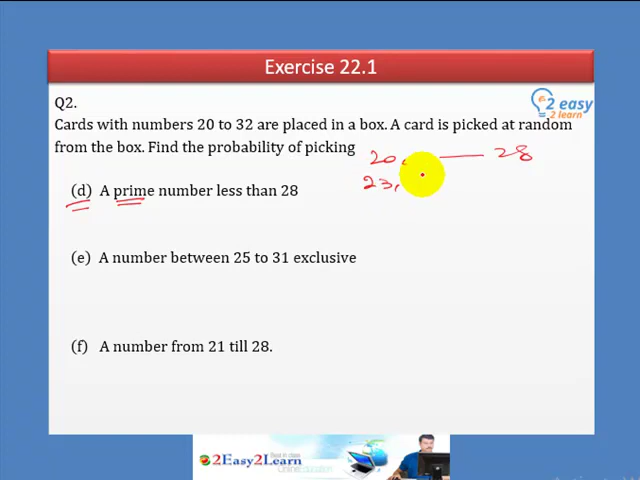 Exercise 22.1
Q2.
2 easy
2 learn
Cards with numbers 20 to 32 are placed in a box. A card is picked at random
from the box. Find the probability of picking
20, — 28
(d) A prime number less than 28
23,
(e) A number between 25 to 31 exclusive
(f) A number from 21 till 28.
2Easy2Learn